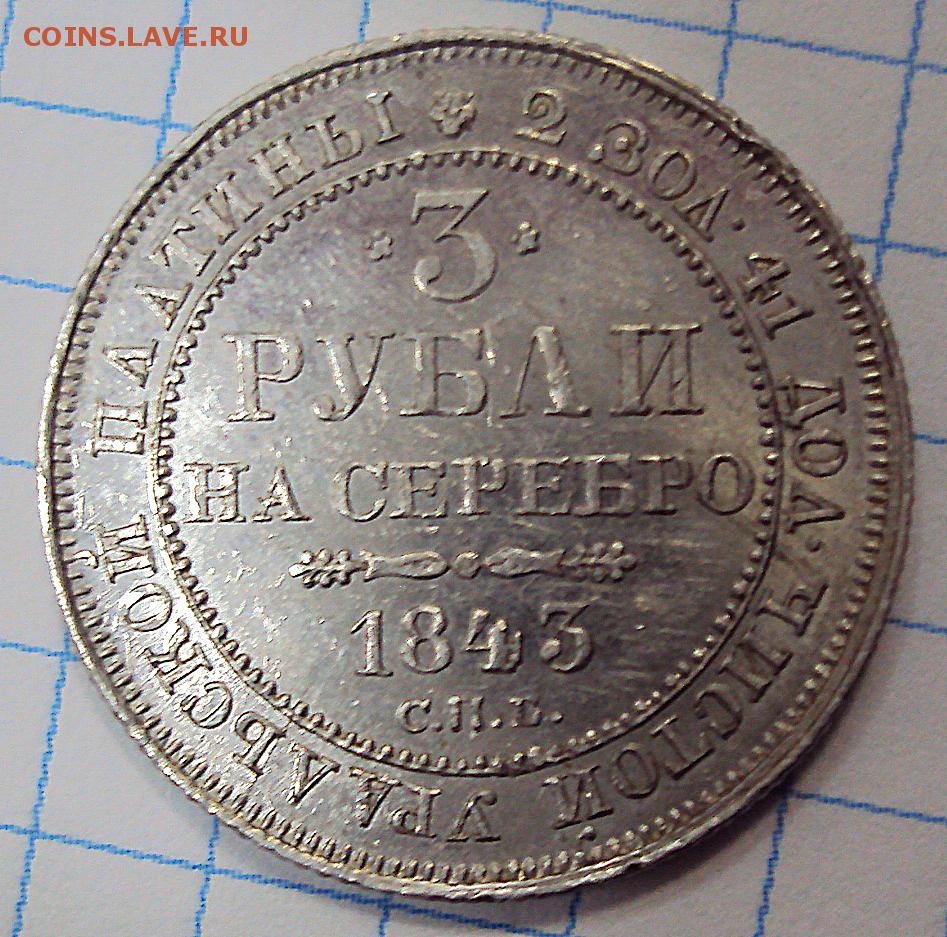 COINS.LAVE.RU
* 2 ЗОЛ. 41 ДОЛ. ЧИСТОЙ УРАЛЬСКОЙ ПЛАТИНЫ
* 3 *
РУБЛИ
НА СЕРЕБРО
1843
С.П.Б.